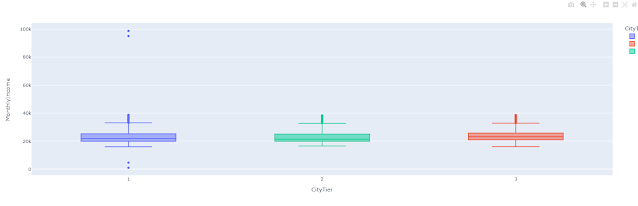 CityT
100k
80k
60k
40k
20k
0
MonthlyIncome
1
2
3
CityTier